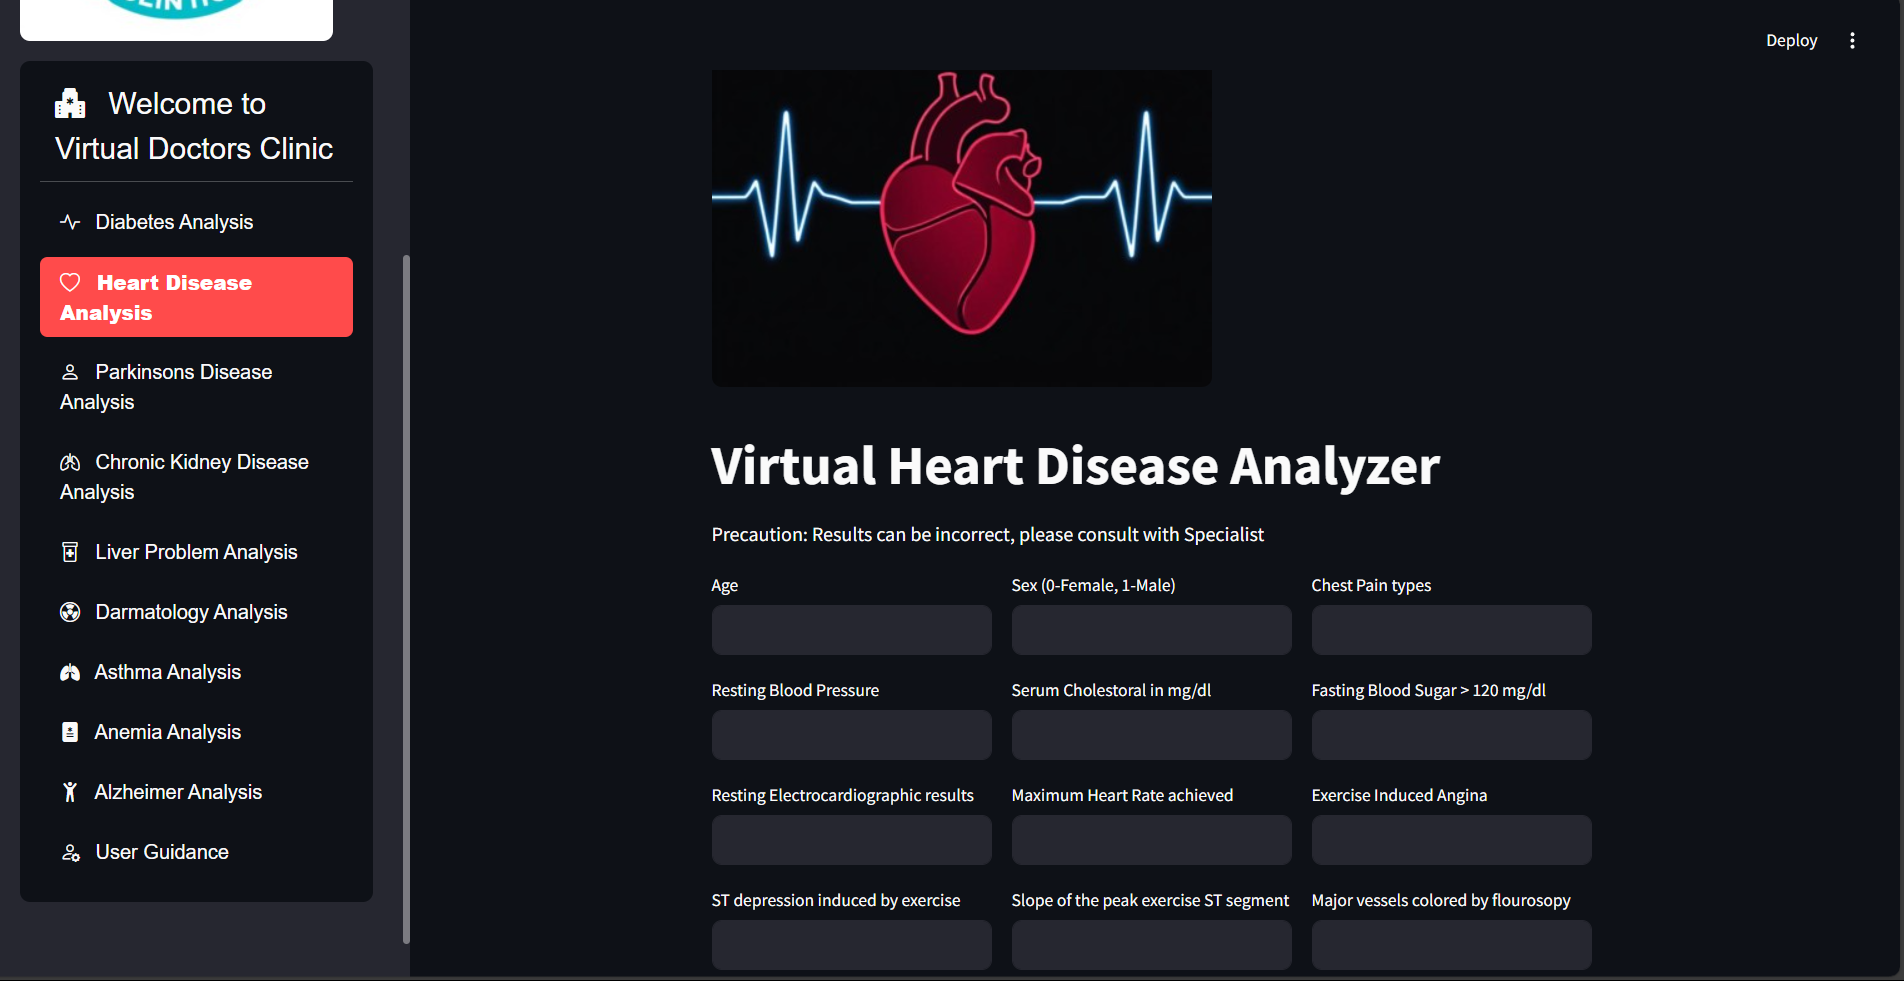 Welcome to
Virtual Doctors Clinic
Diabetes Analysis
Heart Disease
Analysis
Parkinsons Disease
Analysis
Chronic Kidney Disease
Analysis
Liver Problem Analysis
Darmatology Analysis
Asthma Analysis
Anemia Analysis
Alzheimer Analysis
User Guidance
Deploy
Virtual Heart Disease Analyzer
Precaution: Results can be incorrect, please consult with Specialist
Age
Sex (0-Female, 1-Male)
Chest Pain types
Resting Blood Pressure
Serum Cholestoral in mg/dl
Fasting Blood Sugar > 120 mg/dl
Resting Electrocardiographic results
Maximum Heart Rate achieved
Exercise Induced Angina
ST depression induced by exercise
Slope of the peak exercise ST segment
Major vessels colored by flourosopy